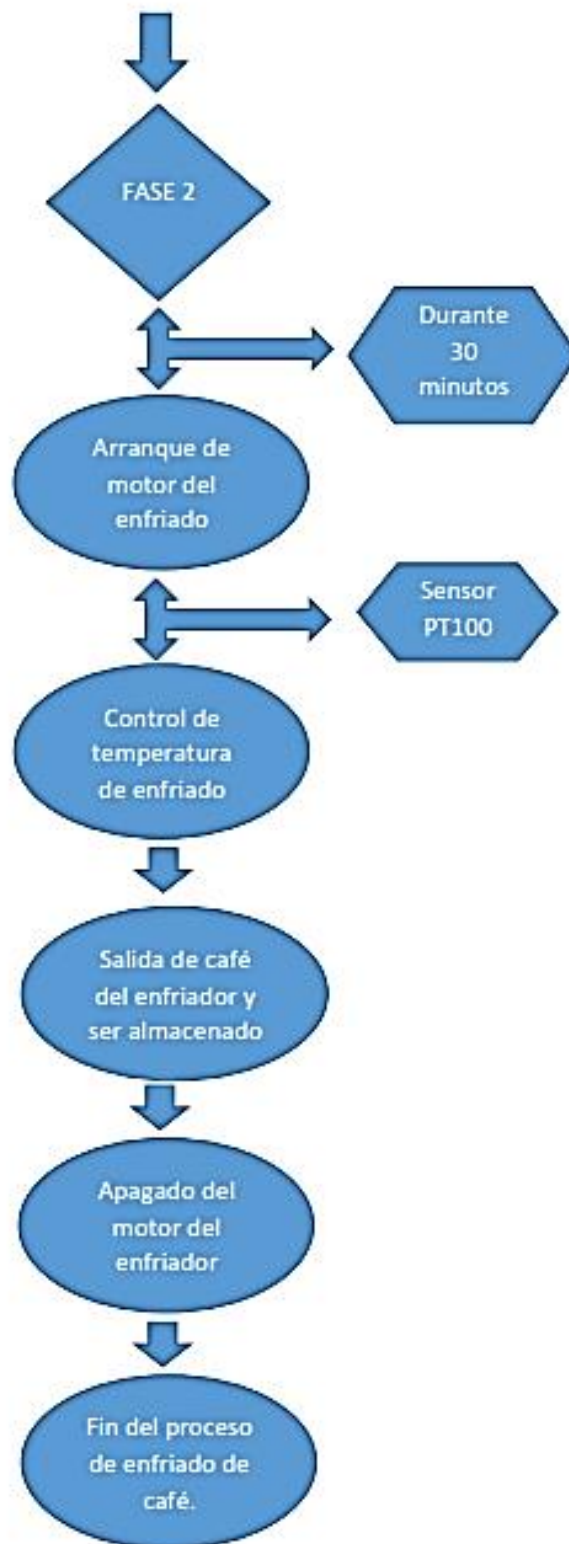 FASE 2
Durante
30
minutos
Arranque de
motor del
enfriado
Sensor
PT100
Control de
temperatura
de enfriado
Salida de café
del enfriador y
ser almacenado
Apagado del
motor del
enfriador
Fin del proceso
de enfriado de
café.